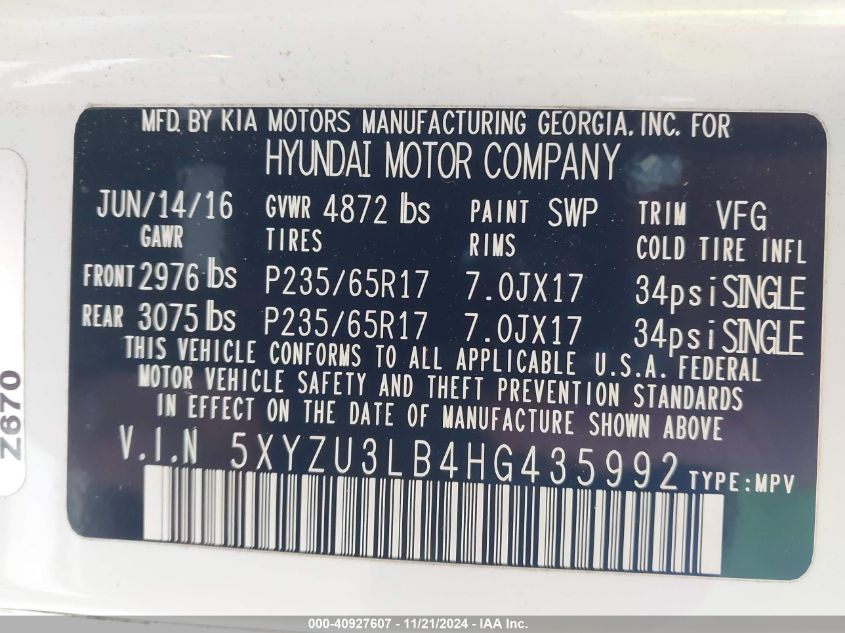 MFD. BY KIA MOTORS MANUFACTURING GEORGIA. INC. FOR
HYUNDAI MOTOR COMPANY
JUN/14/16 GVWR 4872 lbs PAINT SWP TRIM VFG
GAWR TIRES RIMS COLD TIRE INFL
FRONT 2976 lbs P235/65R17 7.0JX17 34psi SINGLE
REAR 3075 lbs P235/65R17 7.0JX17 34psi SINGLE
THIS VEHICLE CONFORMS TO ALL APPLICABLE U.S.A. FEDERAL
MOTOR VEHICLE SAFETY AND THEFT PREVENTION STANDARDS
IN EFFECT ON THE DATE OF MANUFACTURE SHOWN ABOVE
V.I.N 5XYZU3LB4HG435992 TYPE:MPV
Z670
000-40927607 - 11/21/2024 - IAA Inc.